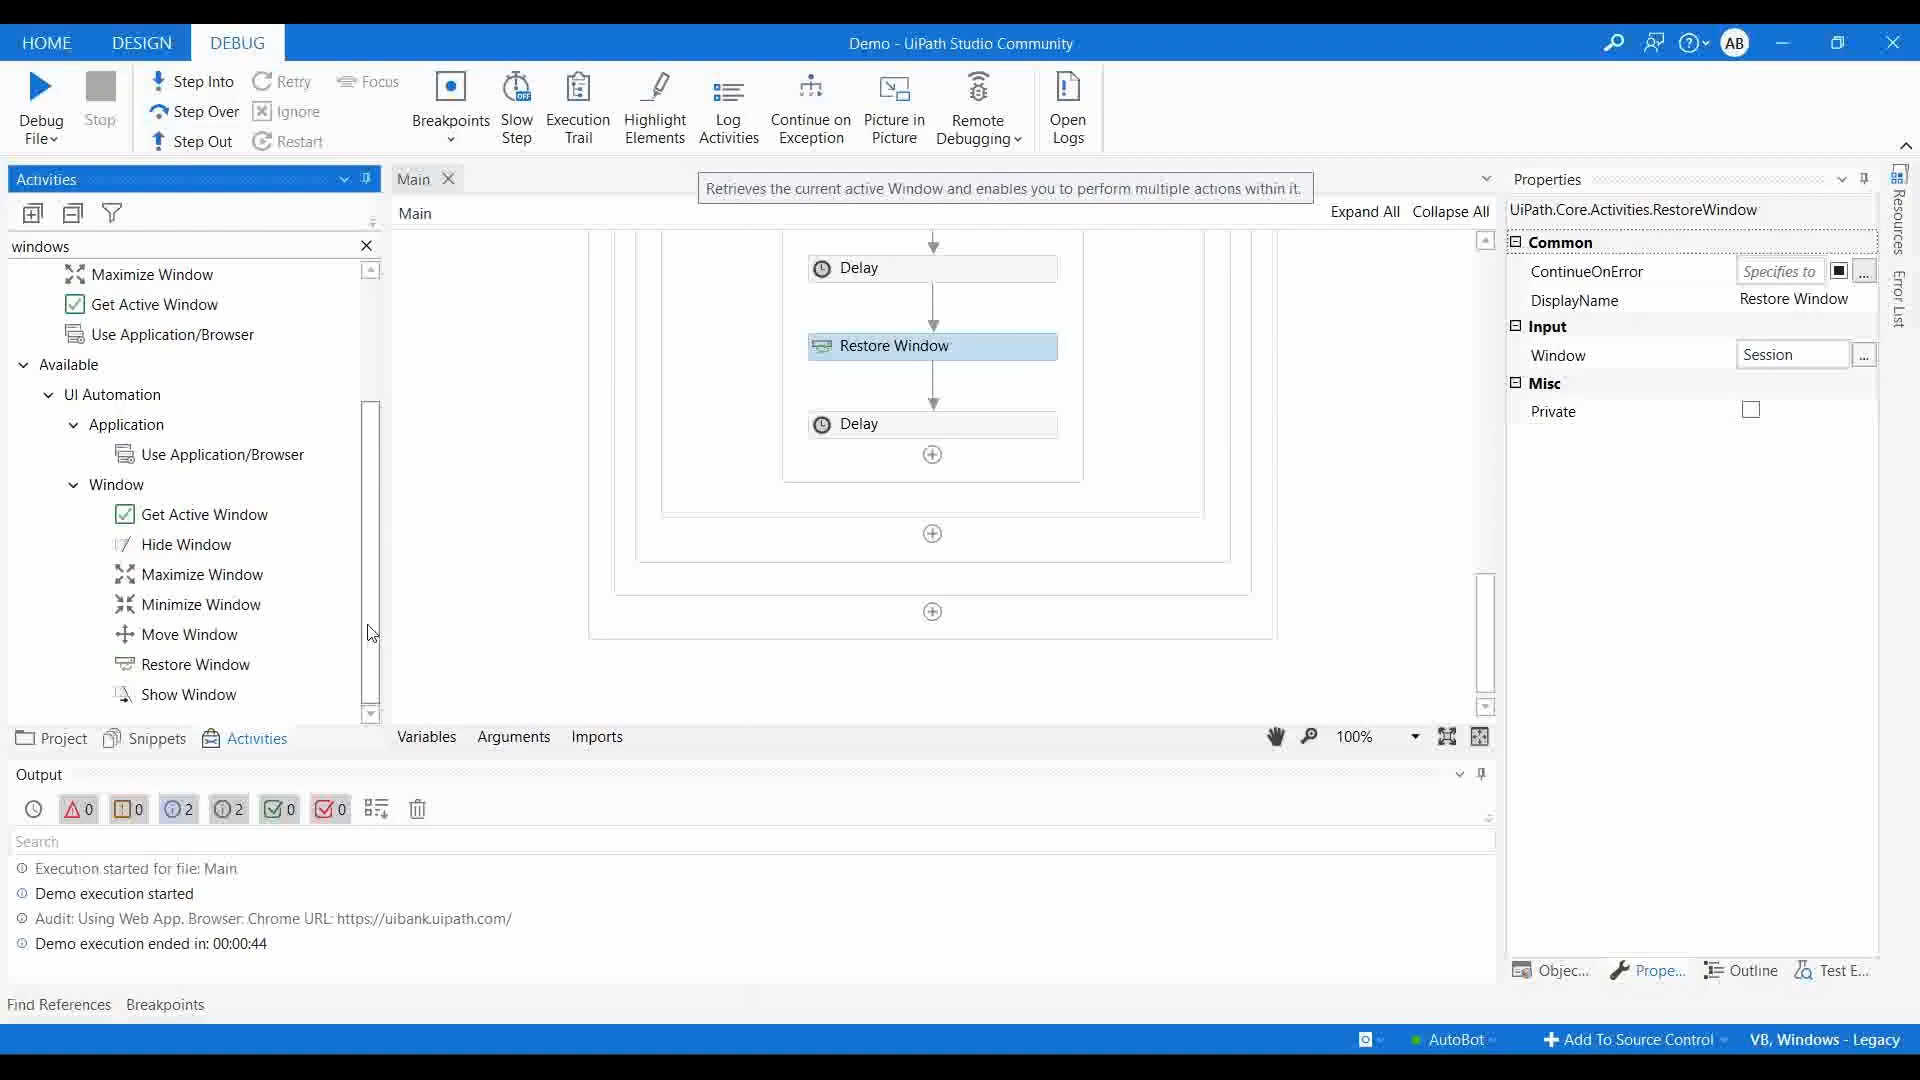 HOME DESIGN DEBUG
Demo - UiPath Studio Community
AB
Debug File
Stop
Step Into
Step Over
Step Out
Retry
Ignore
Restart
Focus
Breakpoints
Slow Step
OFF
Execution Trail
Highlight Elements
Log Activities
Continue on Exception
Picture in Picture
Remote Debugging
Open Logs
Activities
windows
Maximize Window
Get Active Window
Use Application/Browser
Available
UI Automation
Application
Use Application/Browser
Window
Get Active Window
Hide Window
Maximize Window
Minimize Window
Move Window
Restore Window
Show Window
Project Snippets Activities
Main
Retrieves the current active Window and enables you to perform multiple actions within it.
Main
Expand All Collapse All
Delay
Restore Window
Delay
Variables Arguments Imports
100%
Properties
UiPath.Core.Activities.RestoreWindow
Common
ContinueOnError Specifies to ...
DisplayName Restore Window
Input
Window Session ...
Misc
Private
Objec... Prope... Outline Test E...
Resources
Error List
Output
0 0 2 2 0 0
Search
Execution started for file: Main
Demo execution started
Audit: Using Web App. Browser: Chrome URL: https://uibank.uipath.com/
Demo execution ended in: 00:00:44
Find References Breakpoints
AutoBot
Add To Source Control
VB, Windows - Legacy